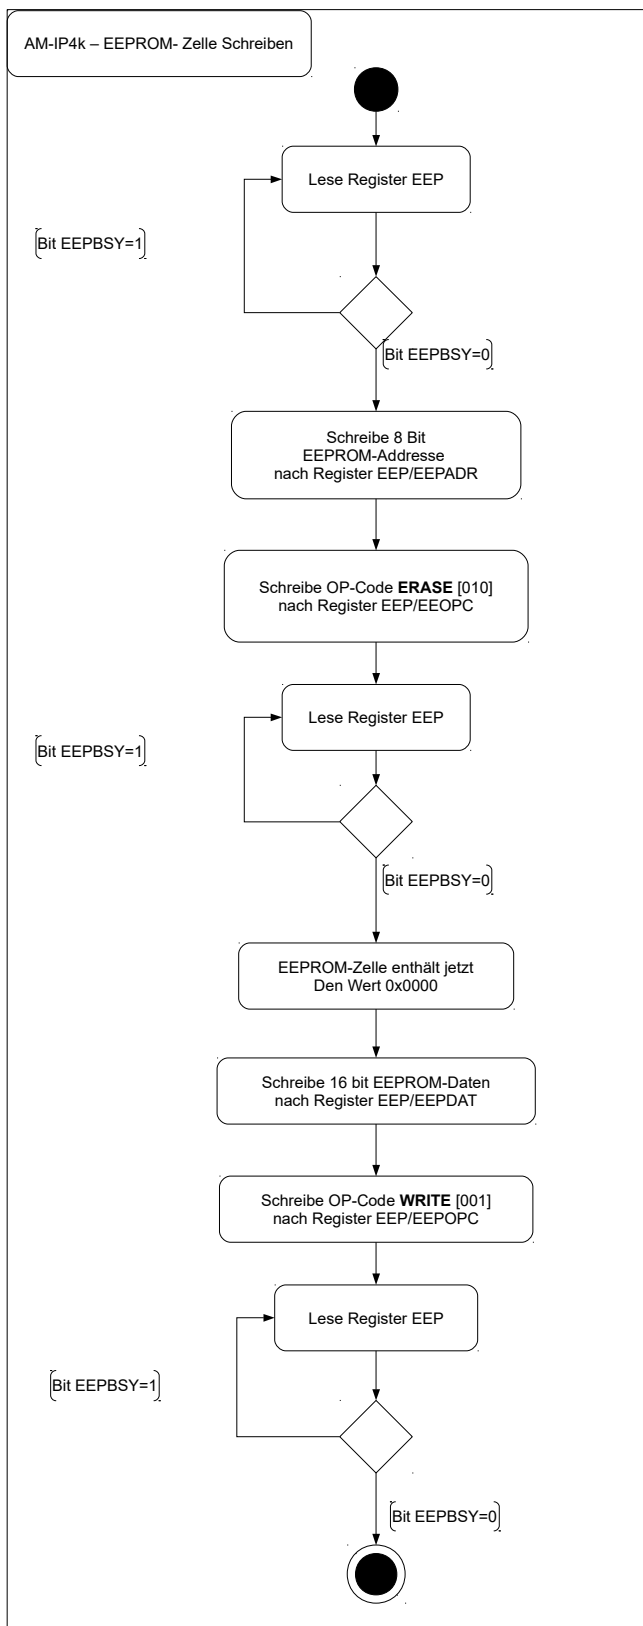 AM-IP4k – EEPROM- Zelle Schreiben
Lese Register EEP
[Bit EEPBSY=1]
[Bit EEPBSY=0]
Schreibe 8 Bit
EEPROM-Addresse
nach Register EEP/EEPADR
Schreibe OP-Code ERASE [010]
nach Register EEP/EEOPC
Lese Register EEP
[Bit EEPBSY=1]
[Bit EEPBSY=0]
EEPROM-Zelle enthält jetzt
Den Wert 0x0000
Schreibe 16 bit EEPROM-Daten
nach Register EEP/EEPDAT
Schreibe OP-Code WRITE [001]
nach Register EEP/EEPOPC
Lese Register EEP
[Bit EEPBSY=1]
[Bit EEPBSY=0]